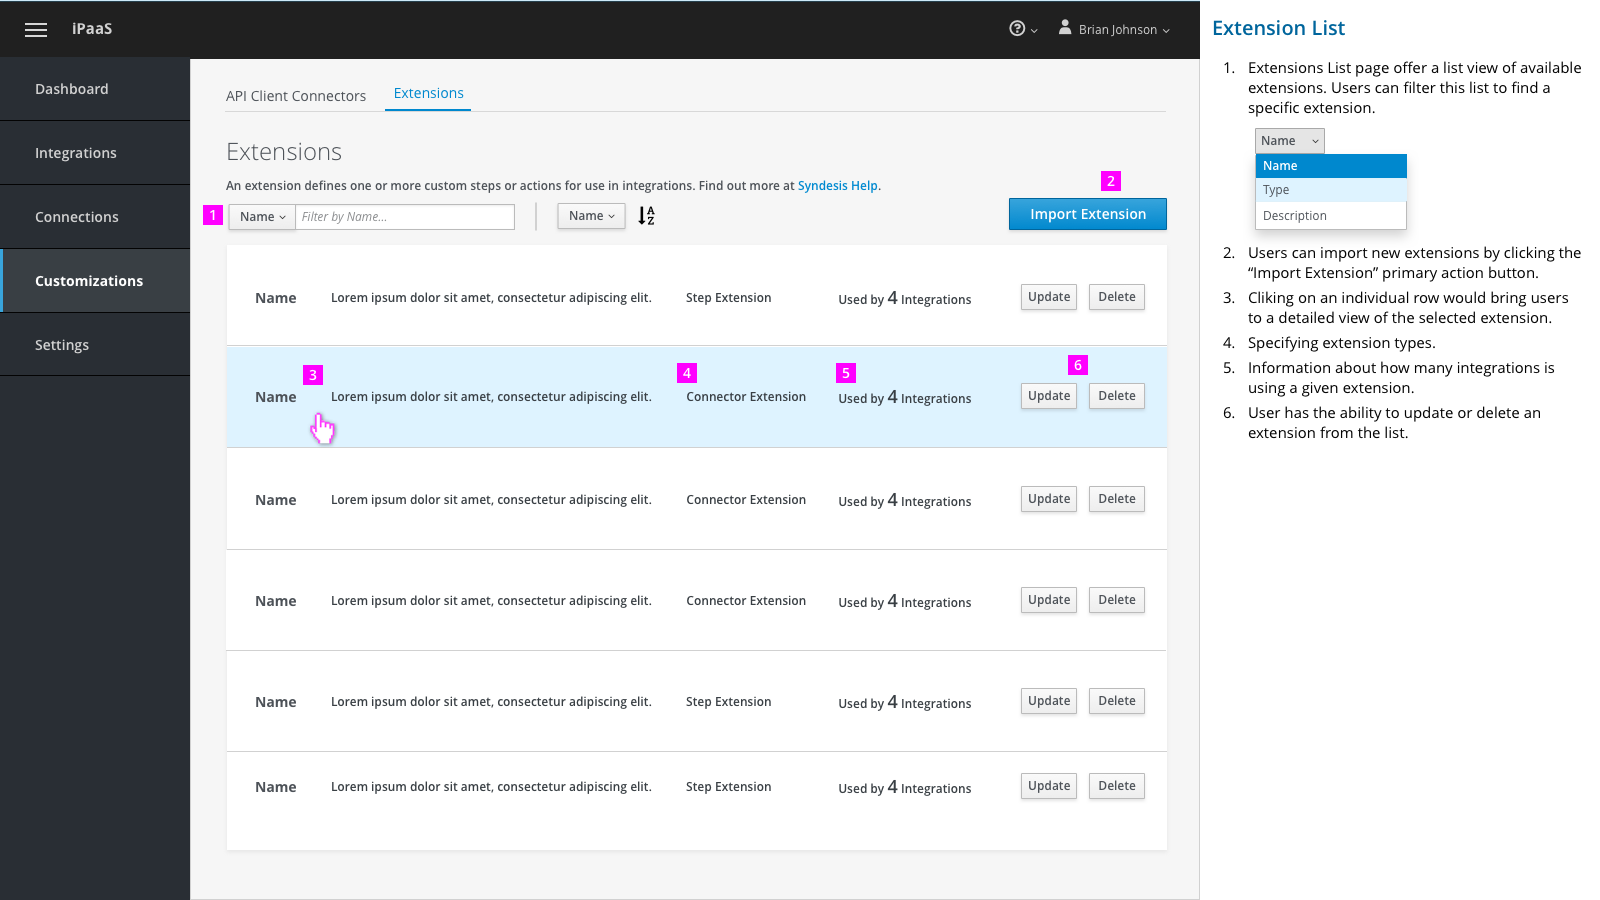 iPaaS
Brian Johnson
Dashboard
Integrations
Connections
Customizations
Settings
API Client Connectors
Extensions
Extensions
An extension defines one or more custom steps or actions for use in integrations. Find out more at Syndesis Help.
2
1
Name
Filter by Name...
Name
A
Z
Import Extension
Name
Lorem ipsum dolor sit amet, consectetur adipiscing elit.
Step Extension
Used by 4 Integrations
Update
Delete
3
4
5
6
Name
Lorem ipsum dolor sit amet, consectetur adipiscing elit.
Connector Extension
Used by 4 Integrations
Update
Delete
Name
Lorem ipsum dolor sit amet, consectetur adipiscing elit.
Connector Extension
Used by 4 Integrations
Update
Delete
Name
Lorem ipsum dolor sit amet, consectetur adipiscing elit.
Connector Extension
Used by 4 Integrations
Update
Delete
Name
Lorem ipsum dolor sit amet, consectetur adipiscing elit.
Step Extension
Used by 4 Integrations
Update
Delete
Name
Lorem ipsum dolor sit amet, consectetur adipiscing elit.
Step Extension
Used by 4 Integrations
Update
Delete
Extension List
1. Extensions List page offer a list view of available
extensions. Users can filter this list to find a
specific extension.
Name
Name
Type
Description
2. Users can import new extensions by clicking the
“Import Extension” primary action button.
3. Cliking on an individual row would bring users
to a detailed view of the selected extension.
4. Specifying extension types.
5. Information about how many integrations is
using a given extension.
6. User has the ability to update or delete an
extension from the list.